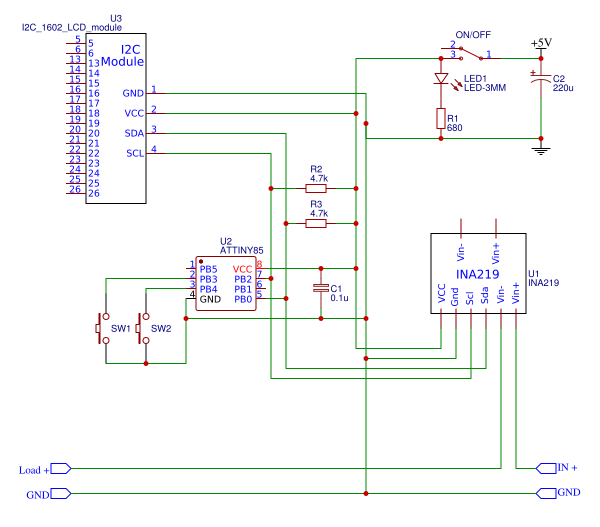 U3
I2C_1602_LCD_module
I2C
Module
5 5
6 6
13 13
14 14
15 15
16 16
17 17
18 18
19 19
20 20
21 21
22 22
23 23
24 24
25 25
26 26
GND 1
VCC 2
SDA 3
SCL 4
ON/OFF
2
3
1
+5V
LED1
LED-3MM
+
C2
220u
R1
680
R2
4.7k
R3
4.7k
U2
ATTINY85
1 PB5
2 PB3
3 PB4
4 GND
VCC 8
PB2 7
PB1 6
PB0 5
C1
0.1u
SW1
SW2
Vin-
Vin+
INA219
U1
INA219
VCC
Gnd
Scl
Sda
Vin-
Vin+
Load +
IN +
GND
GND